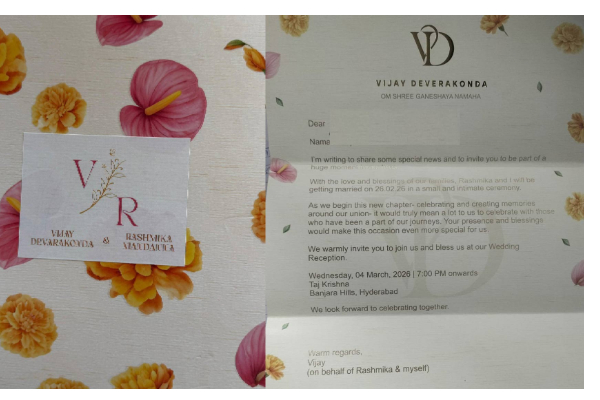 V
R
VIJAY
DEVARAKONDA
&
RASHMIKA
MANDANNA
VD
VIJAY DEVERAKONDA
OM SHREE GANESHAYA NAMAHA
Dear
Name
I'm writing to share some special news and to invite you to be part of a
huge moment
With the love and blessings of our families, Rashmika and I will be
getting married on 26.02.26 in a small and intimate ceremony.
As we begin this new chapter- celebrating and creating memories
around our union- it would truly mean a lot to us to celebrate with those
who have been a part of our journeys. Your presence and blessings
would make this occasion even more special for us.
We warmly invite you to join us and bless us at our Wedding
Reception.
Wednesday, 04 March, 2026 | 7:00 PM onwards
Taj Krishna
Banjara Hills, Hyderabad
We look forward to celebrating together.
Warm regards,
Vijay
(on behalf of Rashmika & myself)